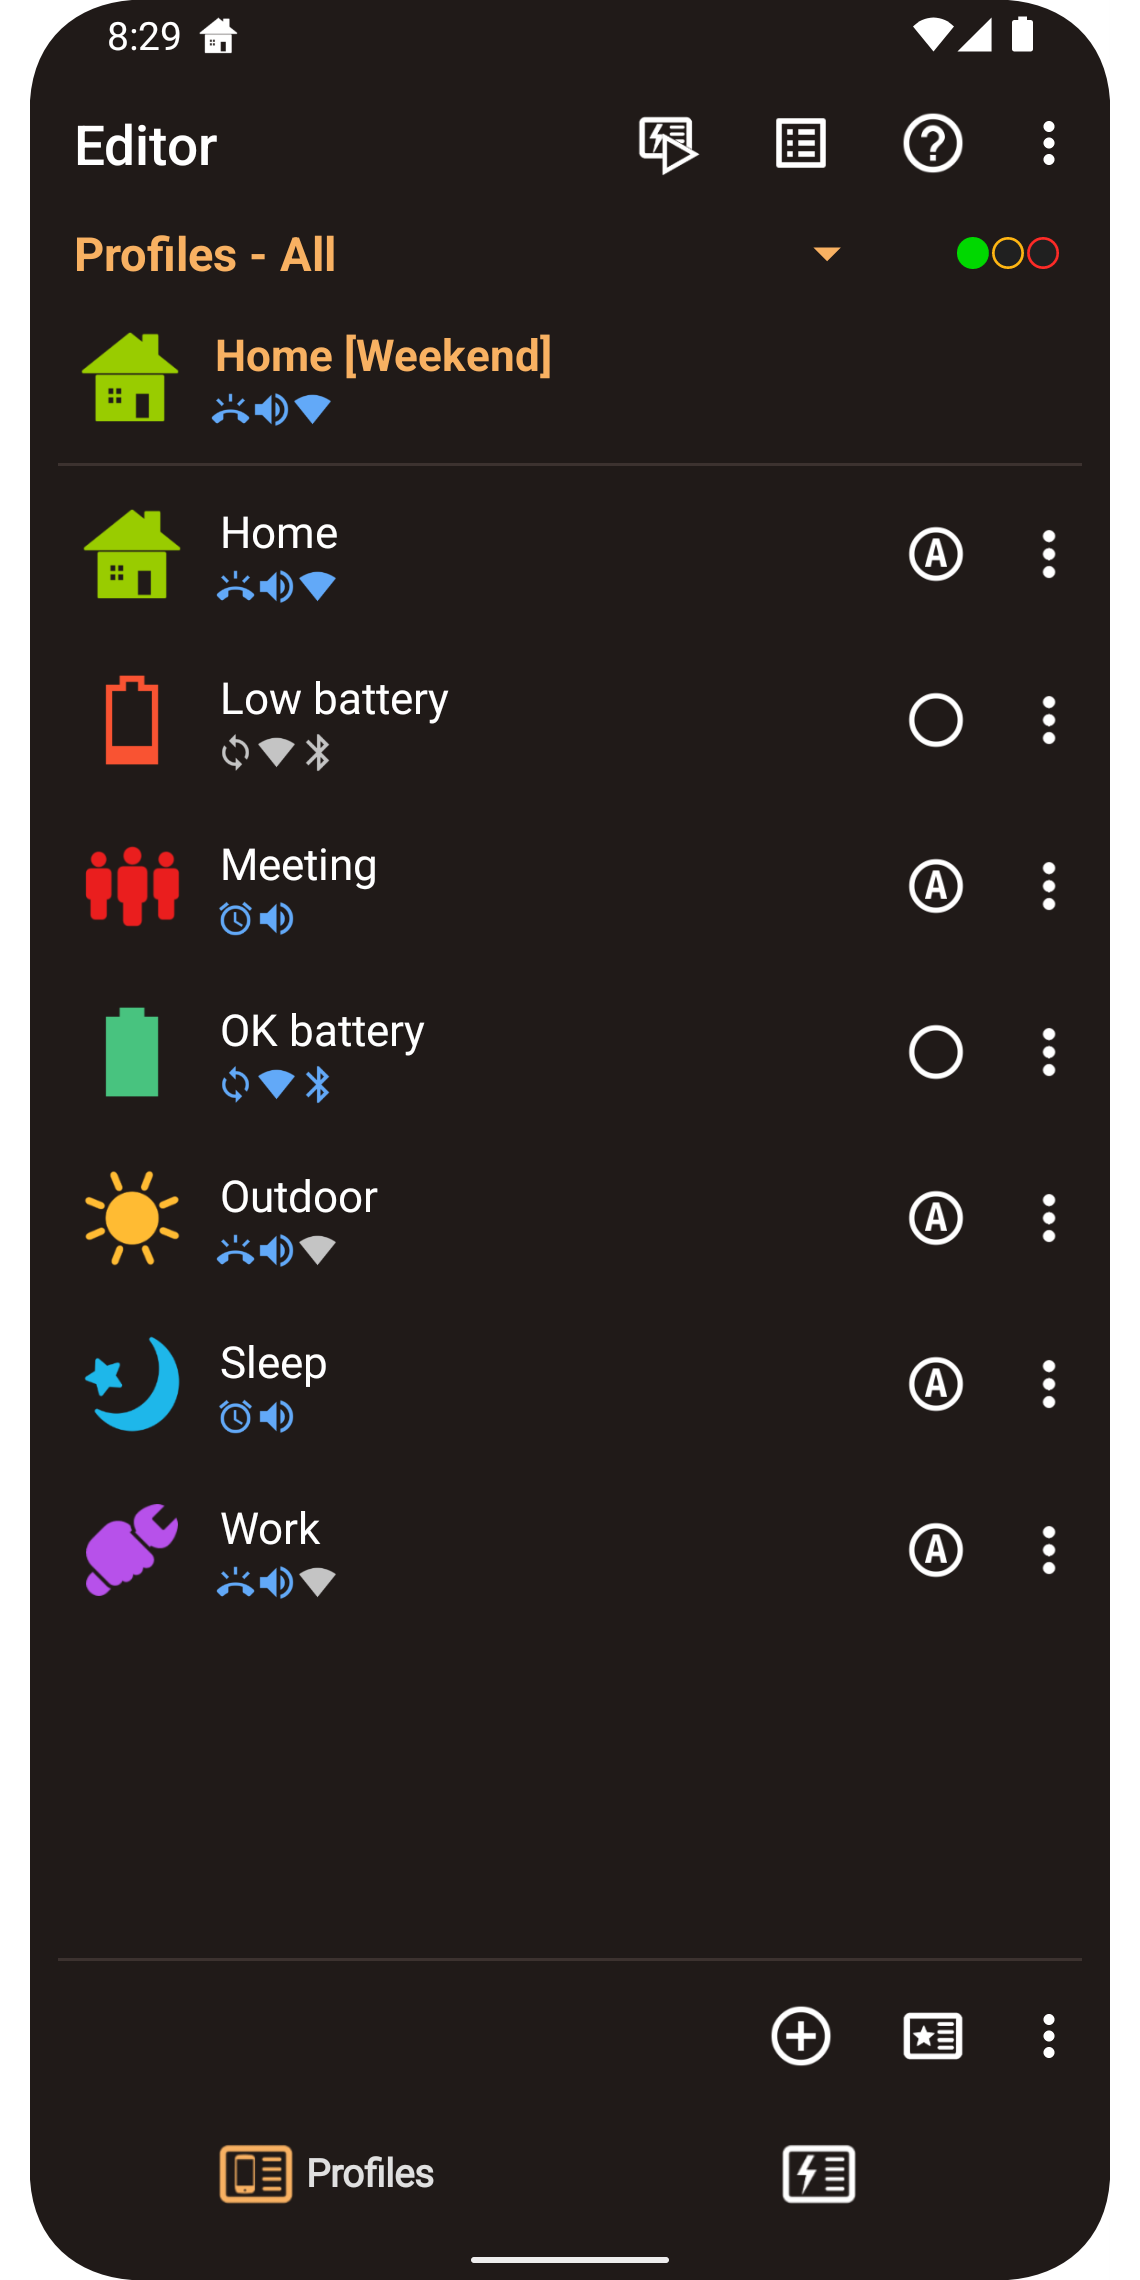 8:29
Editor
Profiles - All
Home [Weekend]
Home
A
Low battery
Meeting
A
OK battery
Outdoor
A
Sleep
A
Work
A
Profiles